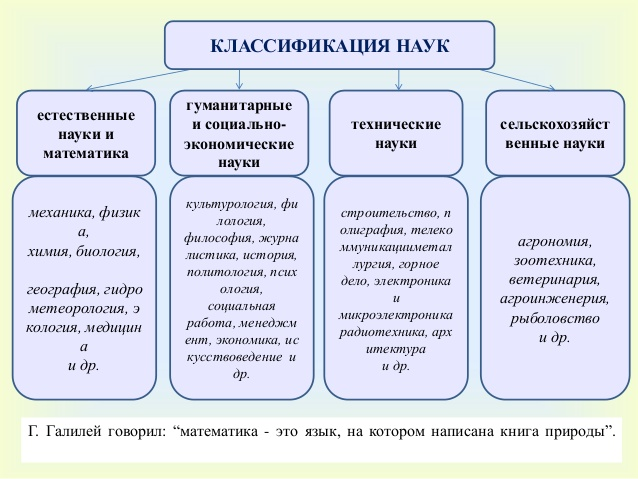 КЛАССИФИКАЦИЯ НАУК
естественные
науки и
математика
гуманитарные
и социально-
экономические
науки
технические
науки
сельскохозяйст
венные науки
механика, физик
а,
химия, биология,
география, гидро
метеорология, э
кология, медицин
а
и др.
культурология, фи
лология,
философия, журна
листика, история,
политология, псих
ология,
социальная
работа, менеджм
ент, экономика, ис
кусствоведение и
др.
строительство, п
олиграфия, телеко
ммуникацииметал
лургия, горное
дело, электроника
и
микроэлектроника
радиотехника, арх
итектура
и др.
агрономия,
зоотехника,
ветеринария,
агроинженерия,
рыболовство
и др.
Г. Галилей говорил: “математика - это язык, на котором написана книга природы”.